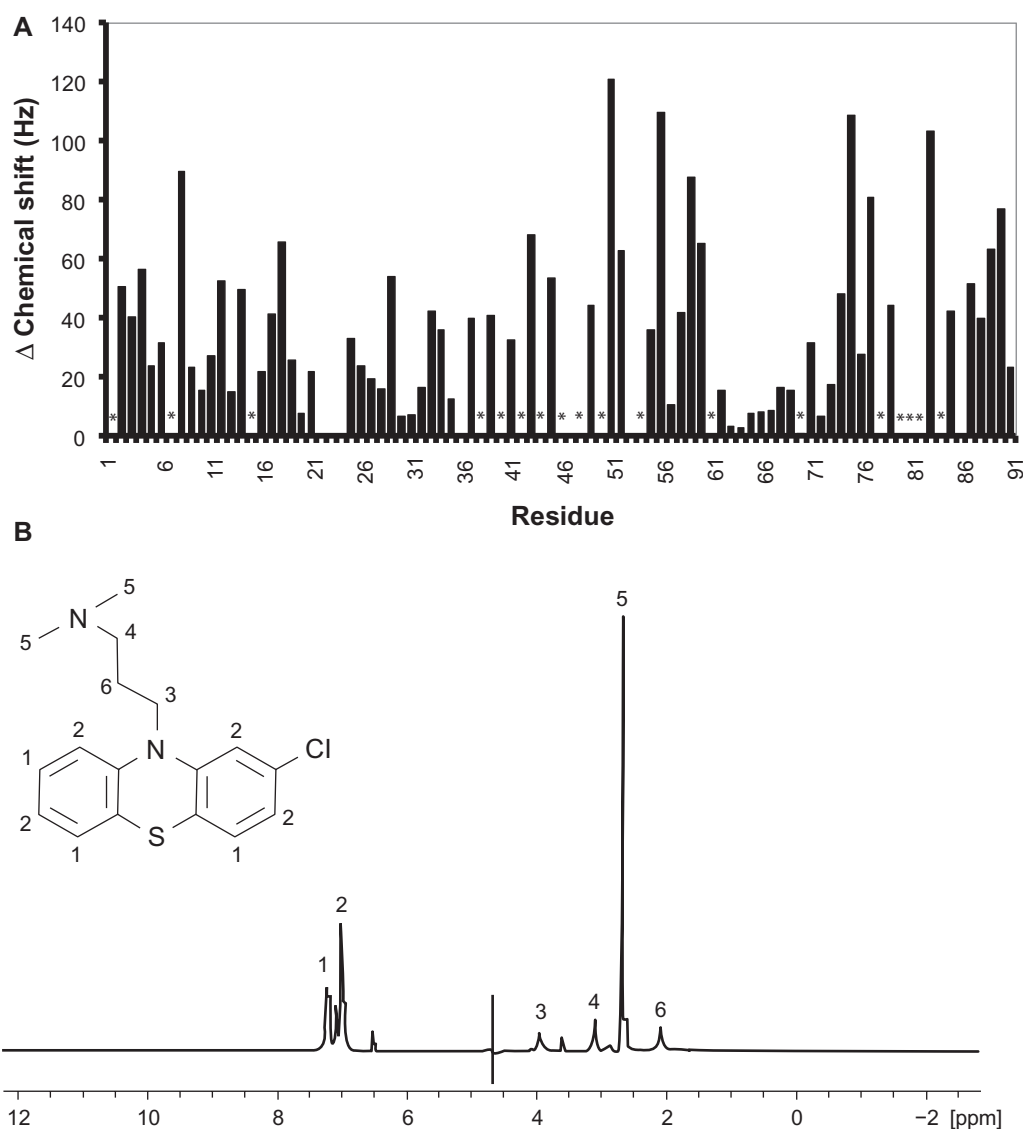 A
Δ Chemical shift (Hz)
140
120
100
80
60
40
20
0
* * * * * * * * * * * * * * * * * * *
1 6 11 16 21 26 31 36 41 46 51 56 61 66 71 76 81 86 91
Residue
B
5
N
5
4
6
3
2
2
1
N
Cl
2
2
S
1
1
5
2
1
3
4
6
12 10 8 6 4 2 0 −2 [ppm]